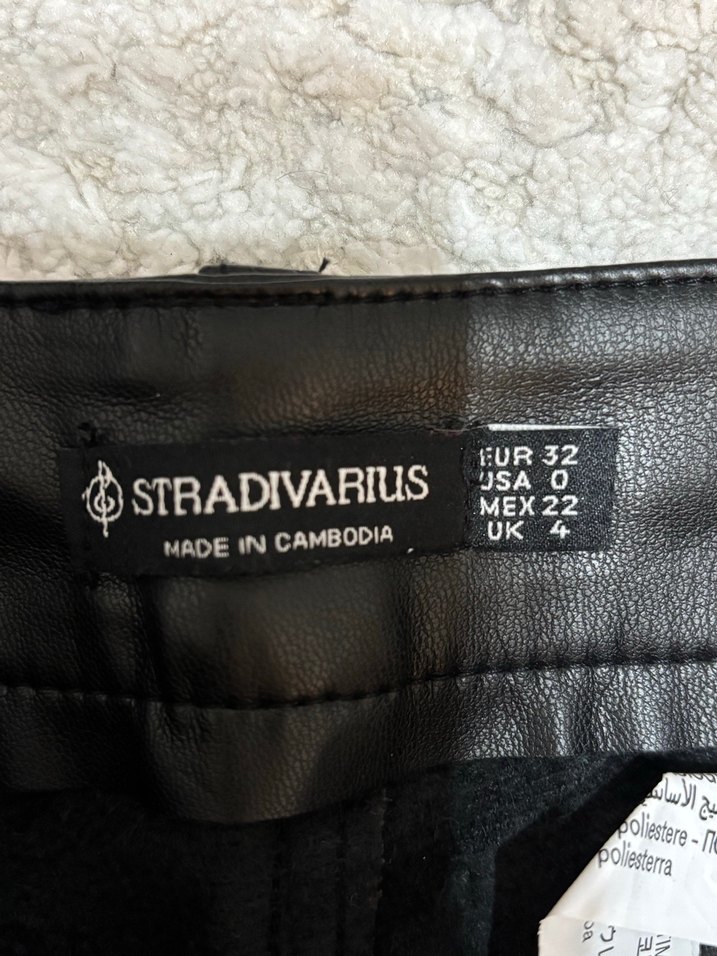 STRADIVARIUS
MADE IN CAMBODIA
EUR 32
USA 0
MEX 22
UK 4
poliestere -
poliesterra